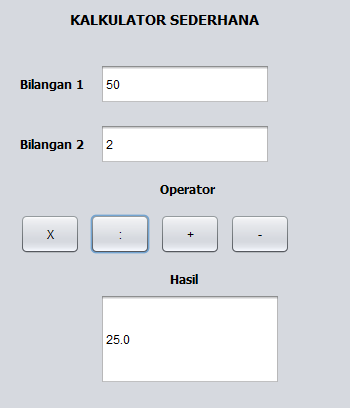 KALKULATOR SEDERHANA
Bilangan 1 50
Bilangan 2 2
Operator
X : + -
Hasil
25.0